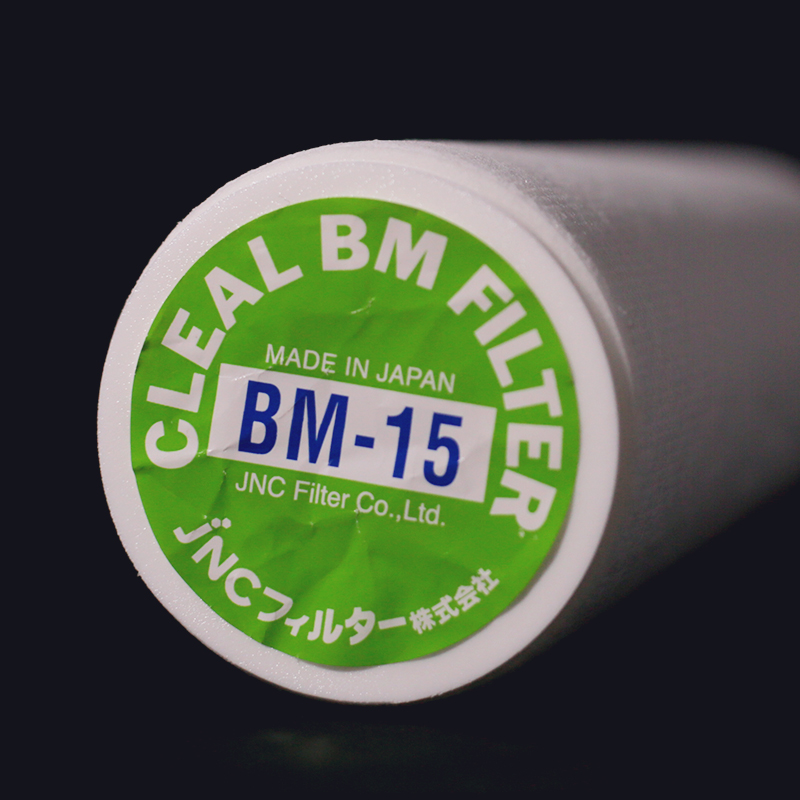 CLEAL BM FILTER
MADE IN JAPAN
BM-15
JNC Filter Co.,Ltd.
JNCフィルター株式会社